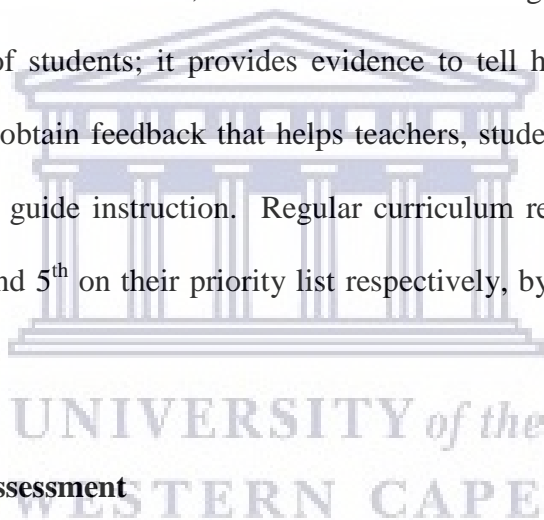 of students; it provides evidence to tell h
obtain feedback that helps teachers, stude
guide instruction. Regular curriculum re
nd 5th on their priority list respectively, by
UNIVERSITY of the
ssessment
WESTERN CAPE